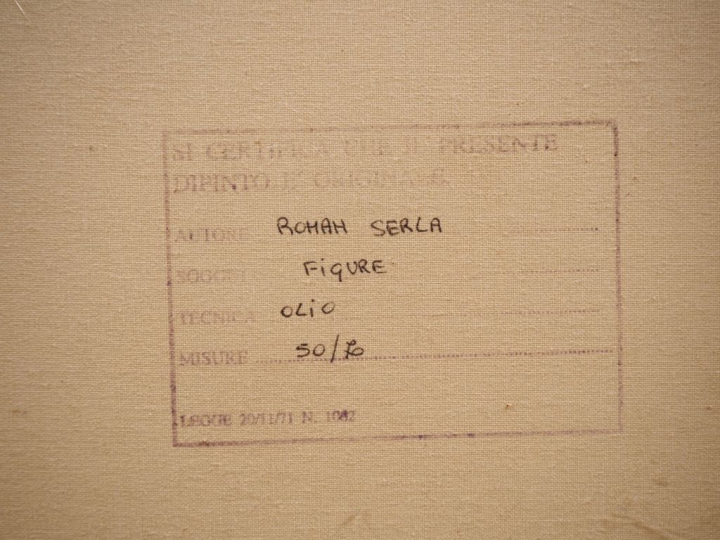 SI CERTIFICA CHE IL PRESENTE
DIPINTO E' ORIGINALE
AUTORE ROMAN SERLA
SOGGETTO FiGURE
TECNICA OLiO
MISURE 50/70
LEGGE 20/11/71 N. 1062